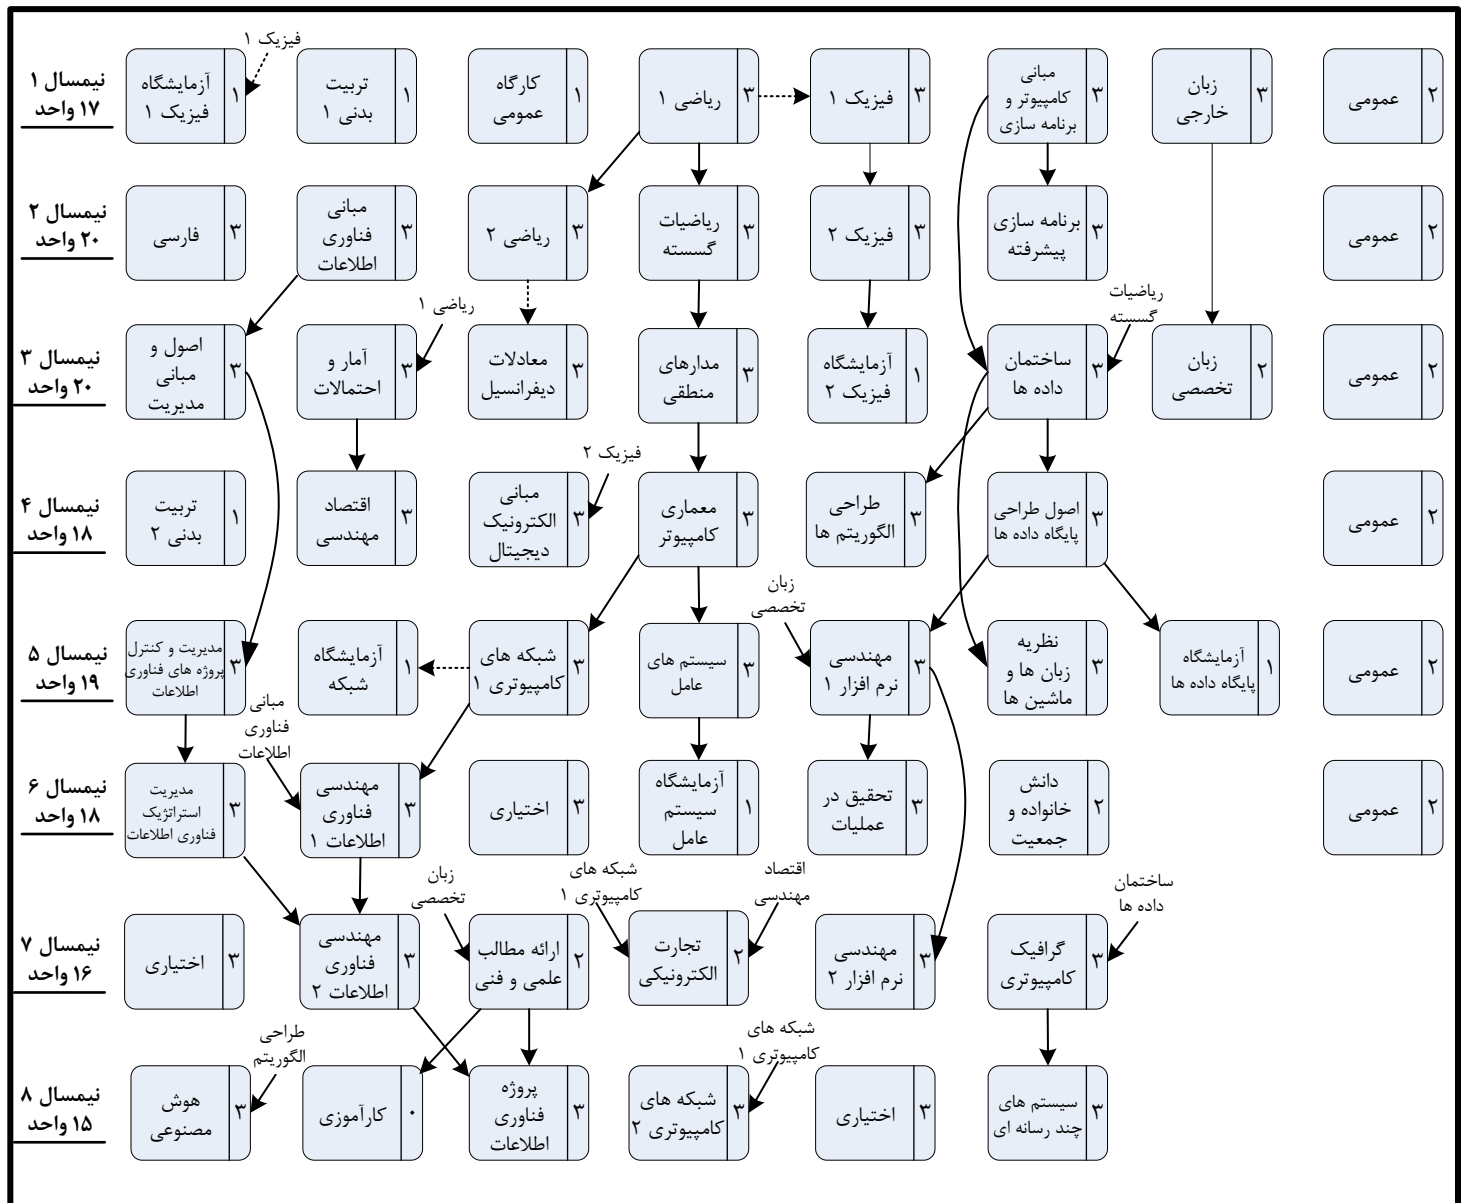 فیزیک ۱
نیمسال ۱
۱۷ واحد
۲
عمومی
۳
زبان
خارجی
۳
مبانی
کامپیوتر و
برنامه سازی
۳
فیزیک ۱
۳
ریاضی ۱
۱
کارگاه
عمومی
۱
تربیت
بدنی ۱
۱
آزمایشگاه
فیزیک ۱
نیمسال ۲
۲۰ واحد
۲
عمومی
۳
برنامه سازی
پیشرفته
۳
فیزیک ۲
۳
ریاضیات
گسسته
۳
ریاضی ۲
۳
مبانی
فناوری
اطلاعات
۳
فارسی
ریاضیات
گسسته
ریاضی ۱
نیمسال ۳
۲۰ واحد
۲
عمومی
۲
زبان
تخصصی
۳
ساختمان
داده ها
۱
آزمایشگاه
فیزیک ۲
۳
مدارهای
منطقی
۳
معادلات
دیفرانسیل
۳
آمار و
احتمالات
۳
اصول و
مبانی
مدیریت
فیزیک ۲
نیمسال ۴
۱۸ واحد
۲
عمومی
۳
اصول طراحی
پایگاه داده ها
۳
طراحی
الگوریتم ها
۳
معماری
کامپیوتر
۳
مبانی
الکترونیک
دیجیتال
۳
اقتصاد
مهندسی
۱
تربیت
بدنی ۲
زبان
تخصصی
نیمسال ۵
۱۹ واحد
۲
عمومی
۱
آزمایشگاه
پایگاه داده ها
۳
نظریه
زبان ها و
ماشین ها
۳
مهندسی
نرم افزار ۱
۳
سیستم های
عامل
۳
شبکه های
کامپیوتری ۱
۱
آزمایشگاه
شبکه
۳
مدیریت و کنترل
پروژه های فناوری
اطلاعات
مبانی
فناوری
اطلاعات
نیمسال ۶
۱۸ واحد
۲
عمومی
۲
دانش
خانواده و
جمعیت
۳
تحقیق در
عملیات
۱
آزمایشگاه
سیستم
عامل
۳
اختیاری
۳
مهندسی
فناوری
اطلاعات ۱
۳
مدیریت
استراتژیک
فناوری اطلاعات
ساختمان
داده ها
اقتصاد
مهندسی
شبکه های
کامپیوتری ۱
زبان
تخصصی
نیمسال ۷
۱۶ واحد
۳
گرافیک
کامپیوتری
۳
مهندسی
نرم افزار ۲
۲
تجارت
الکترونیکی
۲
ارائه مطالب
علمی و فنی
۳
مهندسی
فناوری
اطلاعات ۲
۳
اختیاری
شبکه های
کامپیوتری ۱
طراحی
الگوریتم
نیمسال ۸
۱۵ واحد
۳
سیستم های
چند رسانه ای
۳
اختیاری
۳
شبکه های
کامپیوتری ۲
۳
پروژه
فناوری
اطلاعات
۰
کارآموزی
۳
هوش
مصنوعی